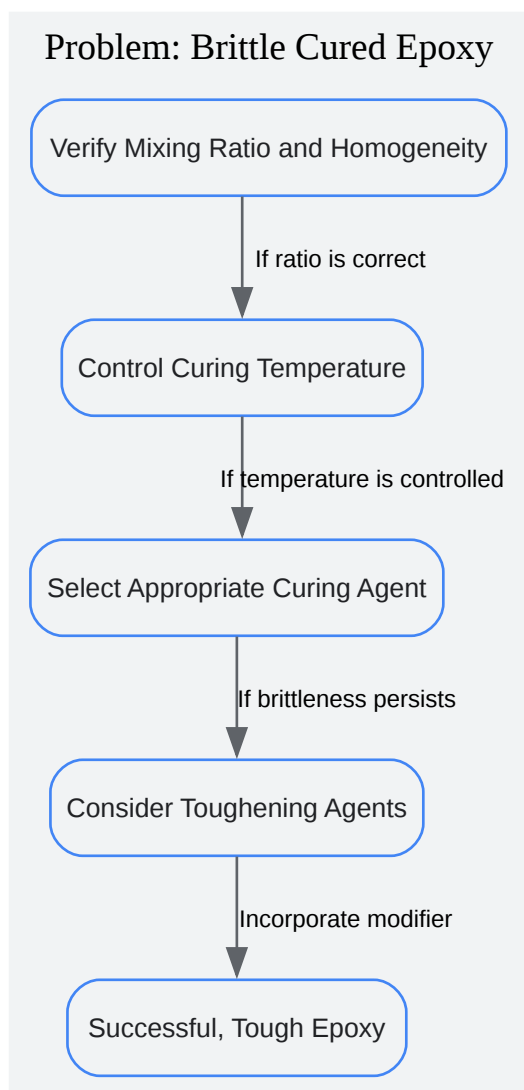 Problem: Brittle Cured Epoxy
Verify Mixing Ratio and Homogeneity
If ratio is correct
Control Curing Temperature
If temperature is controlled
Select Appropriate Curing Agent
If brittleness persists
Consider Toughening Agents
Incorporate modifier
Successful, Tough Epoxy